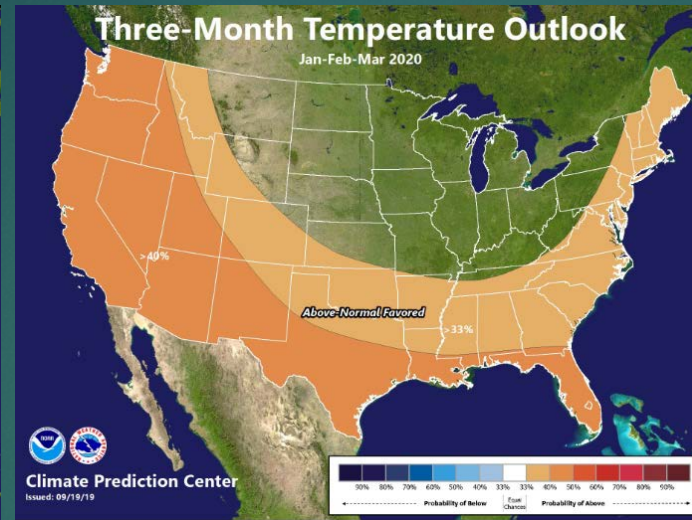 Three-Month Temperature Outlook
Jan-Feb-Mar 2020
>40%
Above-Normal Favored
>33%
NOAA
Climate Prediction Center
Issued: 09/19/19
90% 80% 70% 60% 50% 40% 33% 33% 40% 50% 60% 70% 80% 90%
Probability of Below Equal Chances Probability of Above